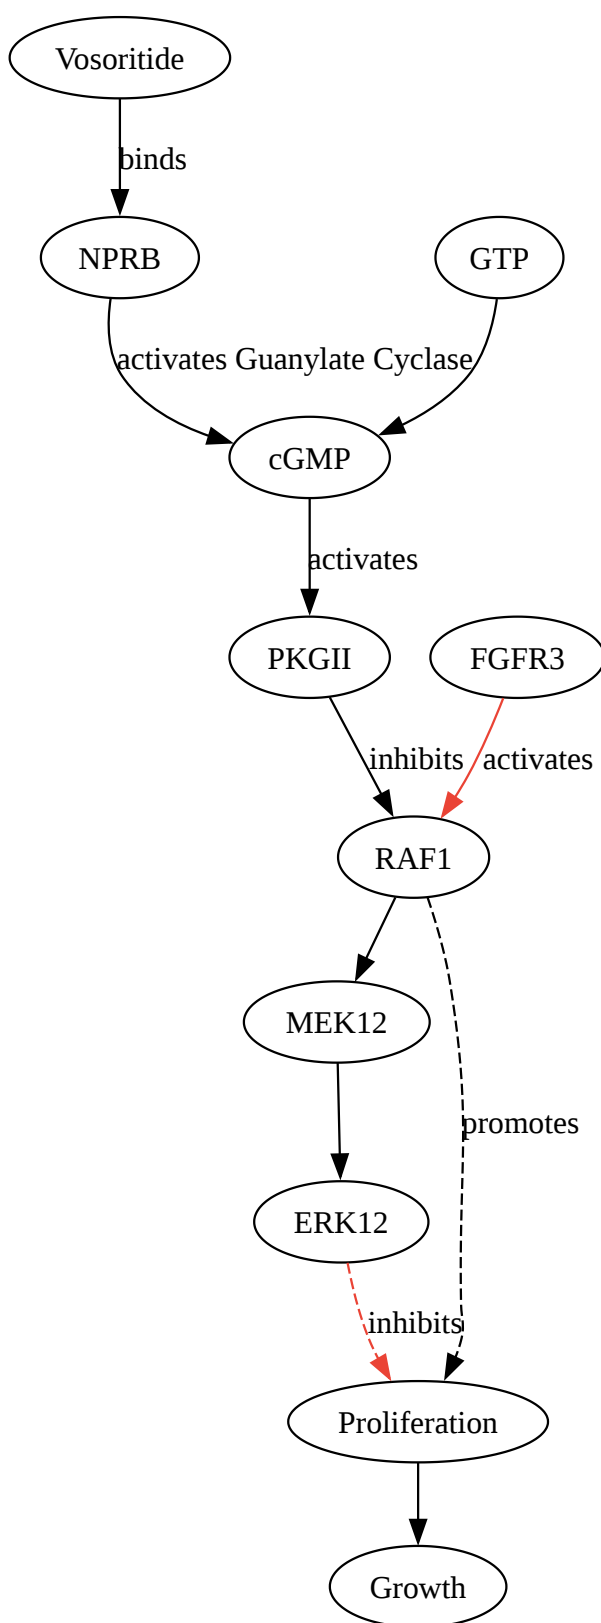 Vosoritide
binds
NPRB
GTP
activates Guanylate Cyclase
cGMP
activates
PKGII
FGFR3
inhibits
activates
RAF1
MEK12
promotes
ERK12
inhibits
Proliferation
Growth